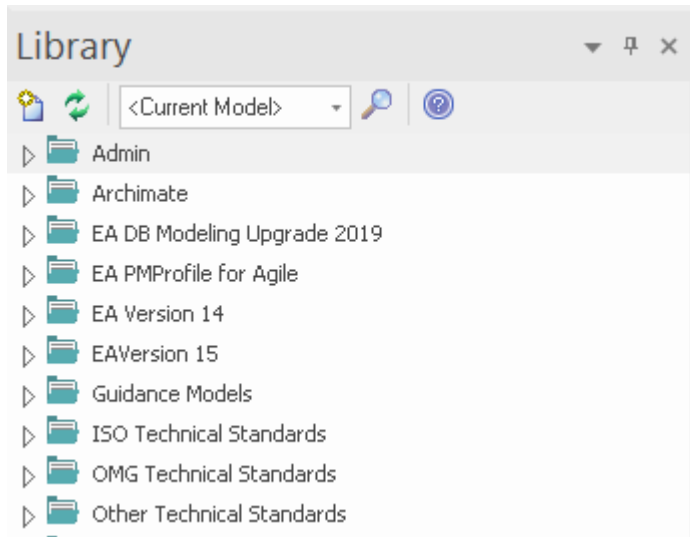 Library
<Current Model>
Admin
Archimate
EA DB Modeling Upgrade 2019
EA PMProfile for Agile
EA Version 14
EAVersion 15
Guidance Models
ISO Technical Standards
OMG Technical Standards
Other Technical Standards